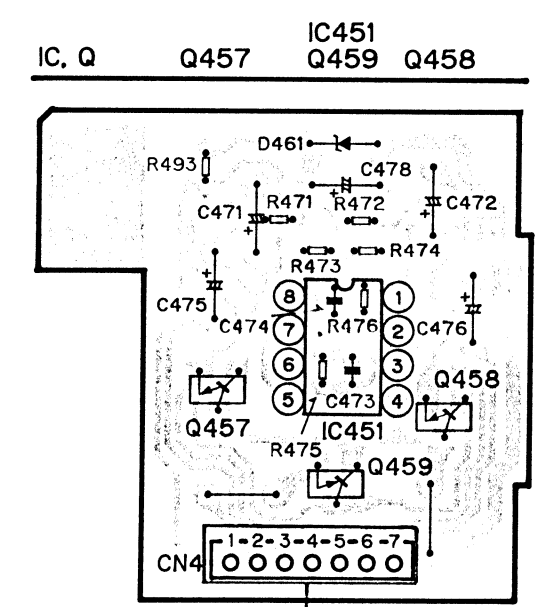 IC451
IC, Q Q457 Q459 Q458
D461
R493 C478
C471 R471 R472 C472
R473 R474
C475 8 1
C474 R476 C476
7 2
6 3
Q458
5 C473 4
Q457 IC451
R475
Q459
1-2-3-4-5-6-7
CN4